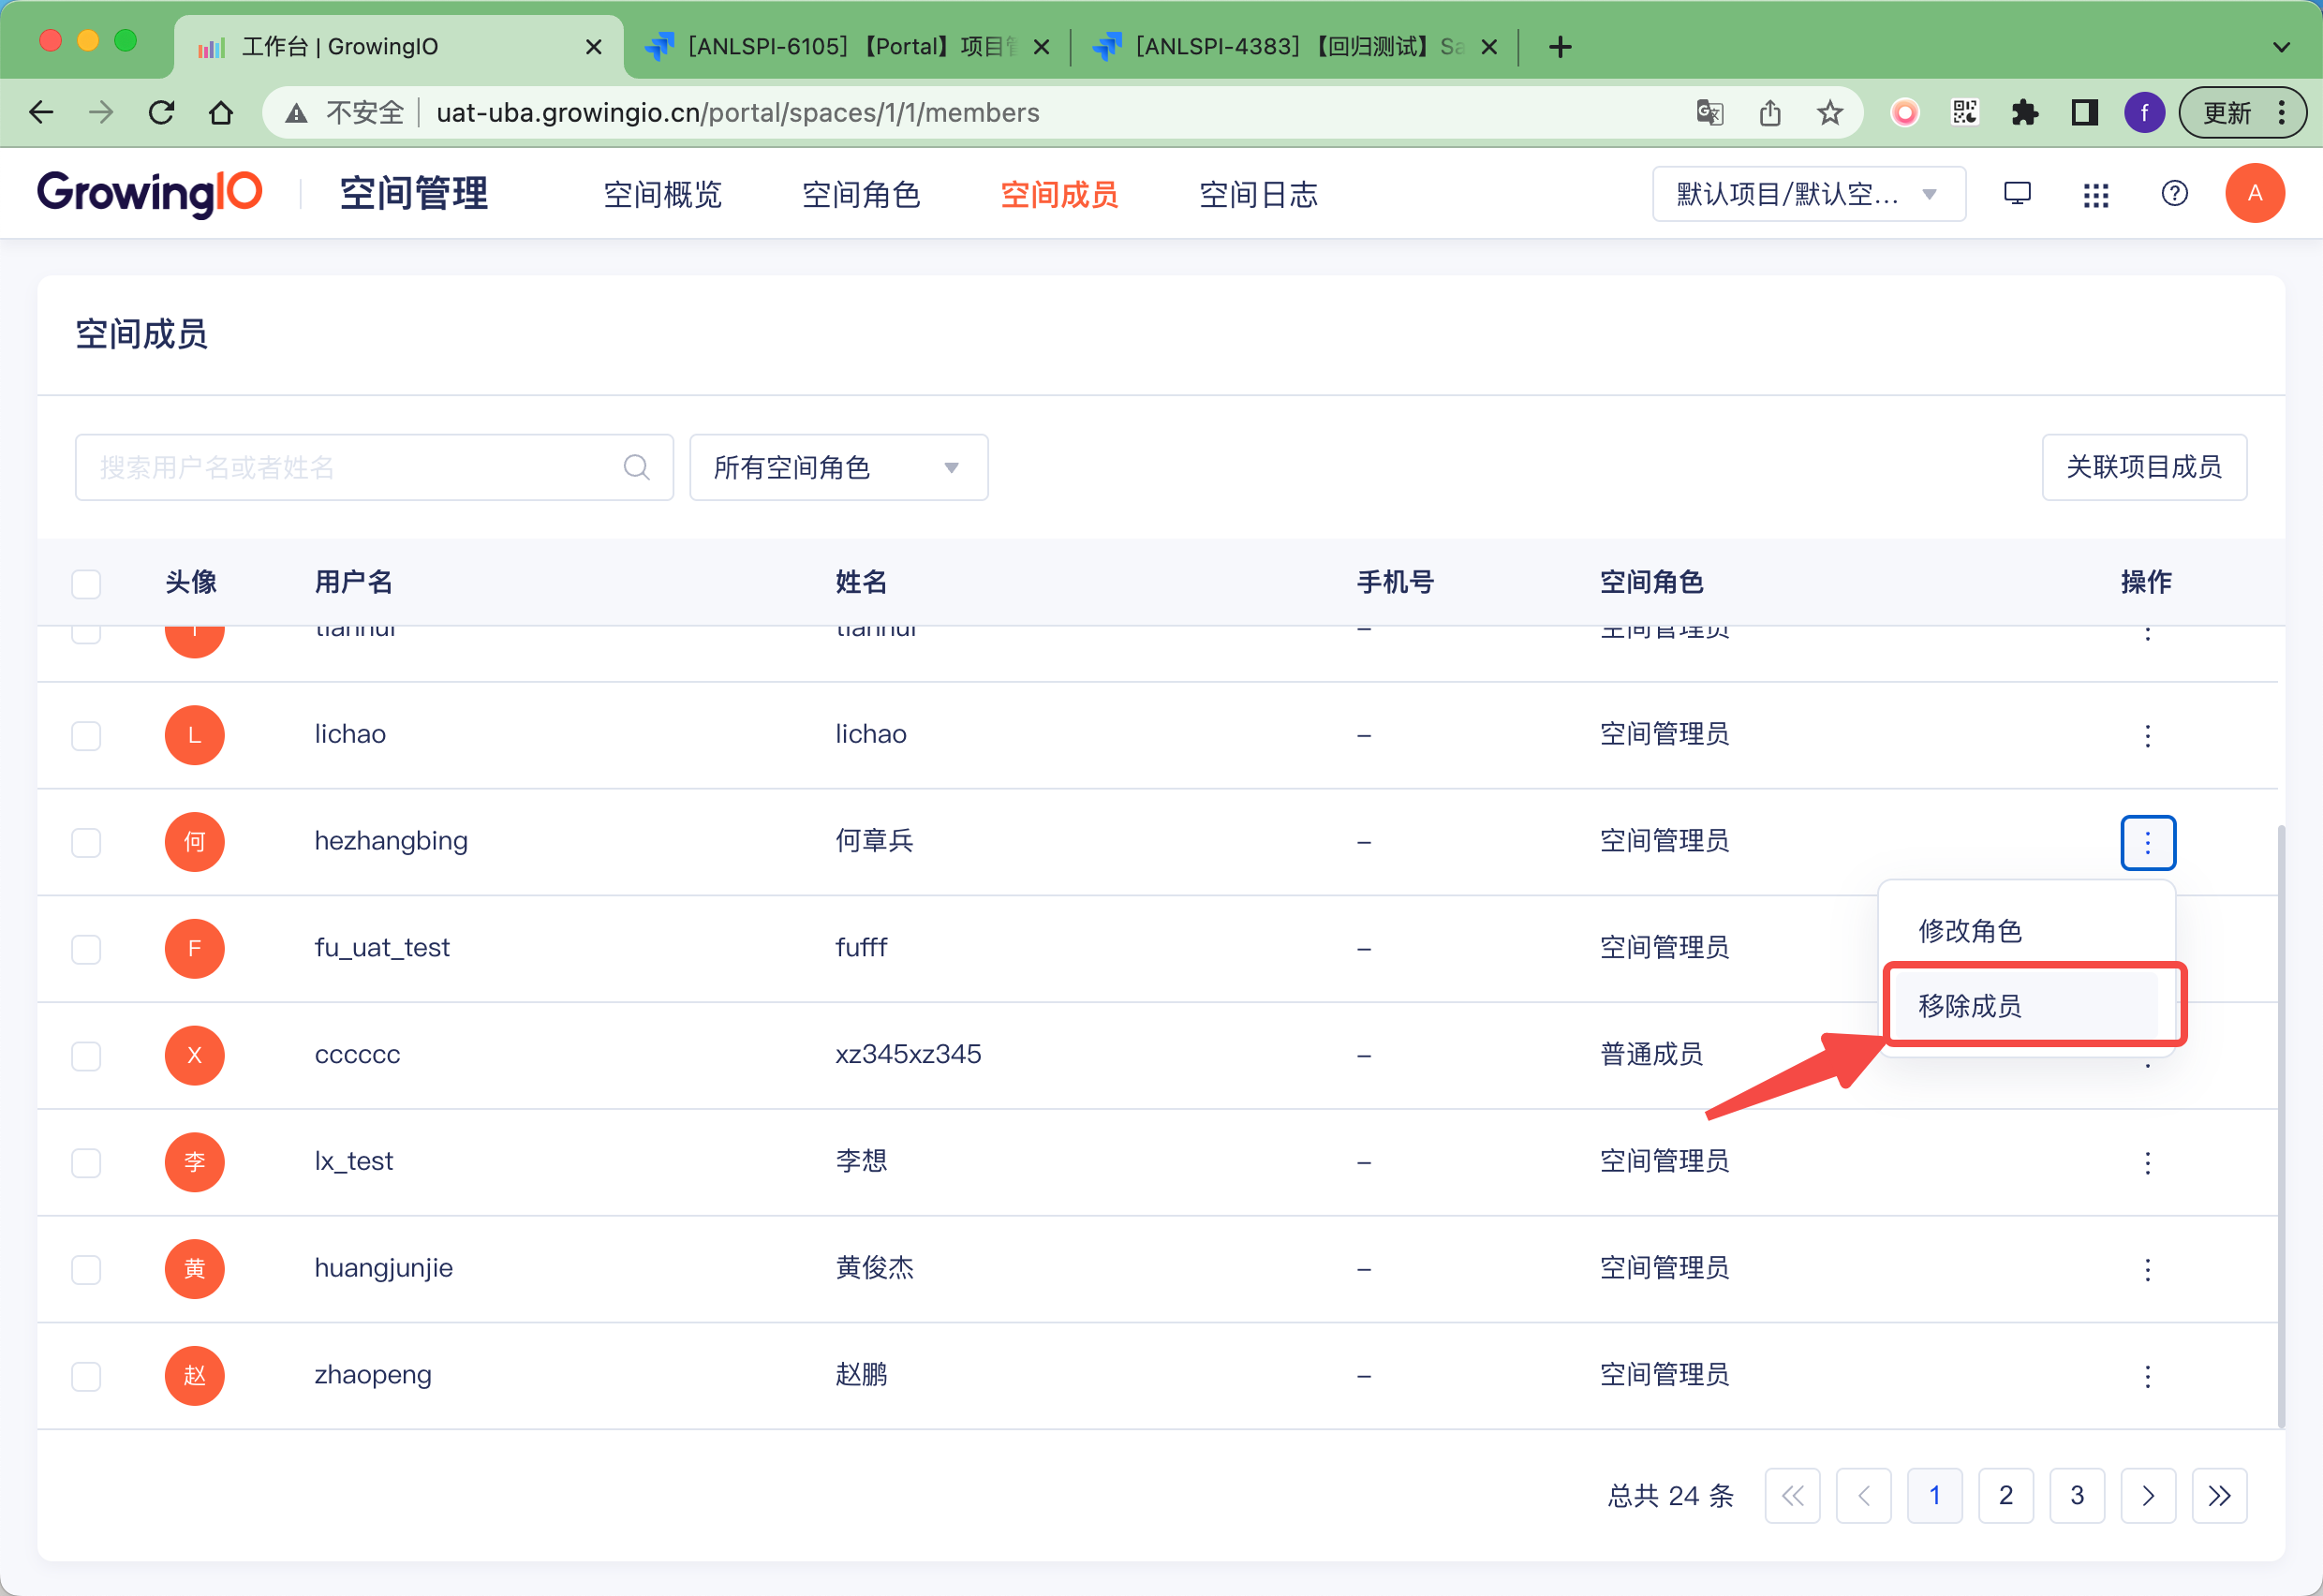 工作台 | GrowingIO
[ANLSPI-6105]【Portal】项目管
[ANLSPI-4383]【回归测试】Sa
不安全 uat-uba.growingio.cn/portal/spaces/1/1/members
f
更新
GrowingIO 空间管理 空间概览 空间角色 空间成员 空间日志 默认项目/默认空... A
空间成员
搜索用户名或者姓名 所有空间角色 关联项目成员
头像 用户名 姓名 手机号 空间角色 操作
T tianhui tianhui – 空间管理员
L lichao lichao – 空间管理员
何 hezhangbing 何章兵 – 空间管理员
修改角色
F fu_uat_test fufff – 空间管理员
移除成员
X cccccc xz345xz345 – 普通成员
李 lx_test 李想 – 空间管理员
黄 huangjunjie 黄俊杰 – 空间管理员
赵 zhaopeng 赵鹏 – 空间管理员
总共 24 条 1 2 3